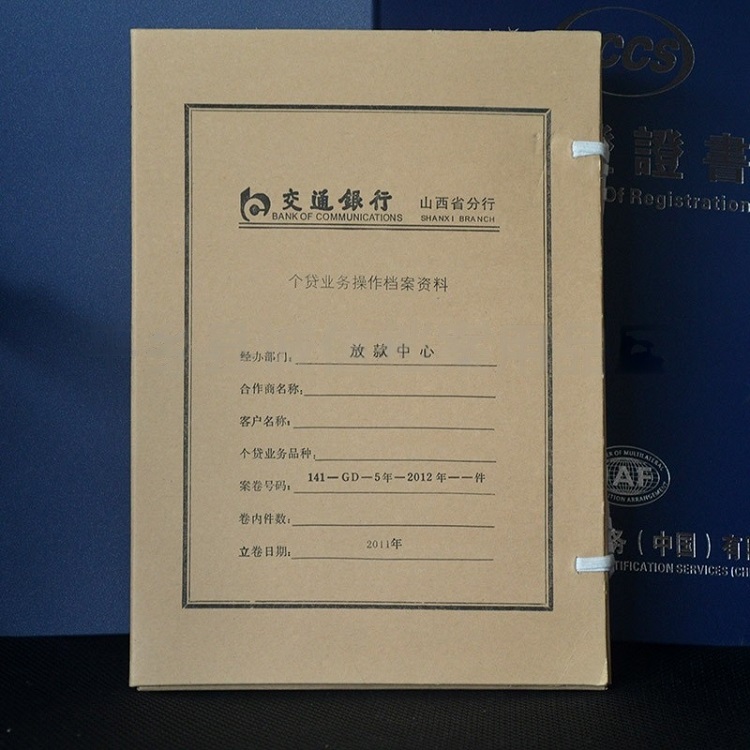 交通銀行 山西省分行
BANK OF COMMUNICATIONS SHANXI BRANCH
个贷业务操作档案资料
经办部门: 放款中心
合作商名称:
客户名称:
个贷业务品种:
案卷号码: 141—GD—5年—2012年——件
卷内件数:
立卷日期: 2011年
CCS
證書
Of Registration
IAF
务(中国)有
TIFICATION SERVICES (CH